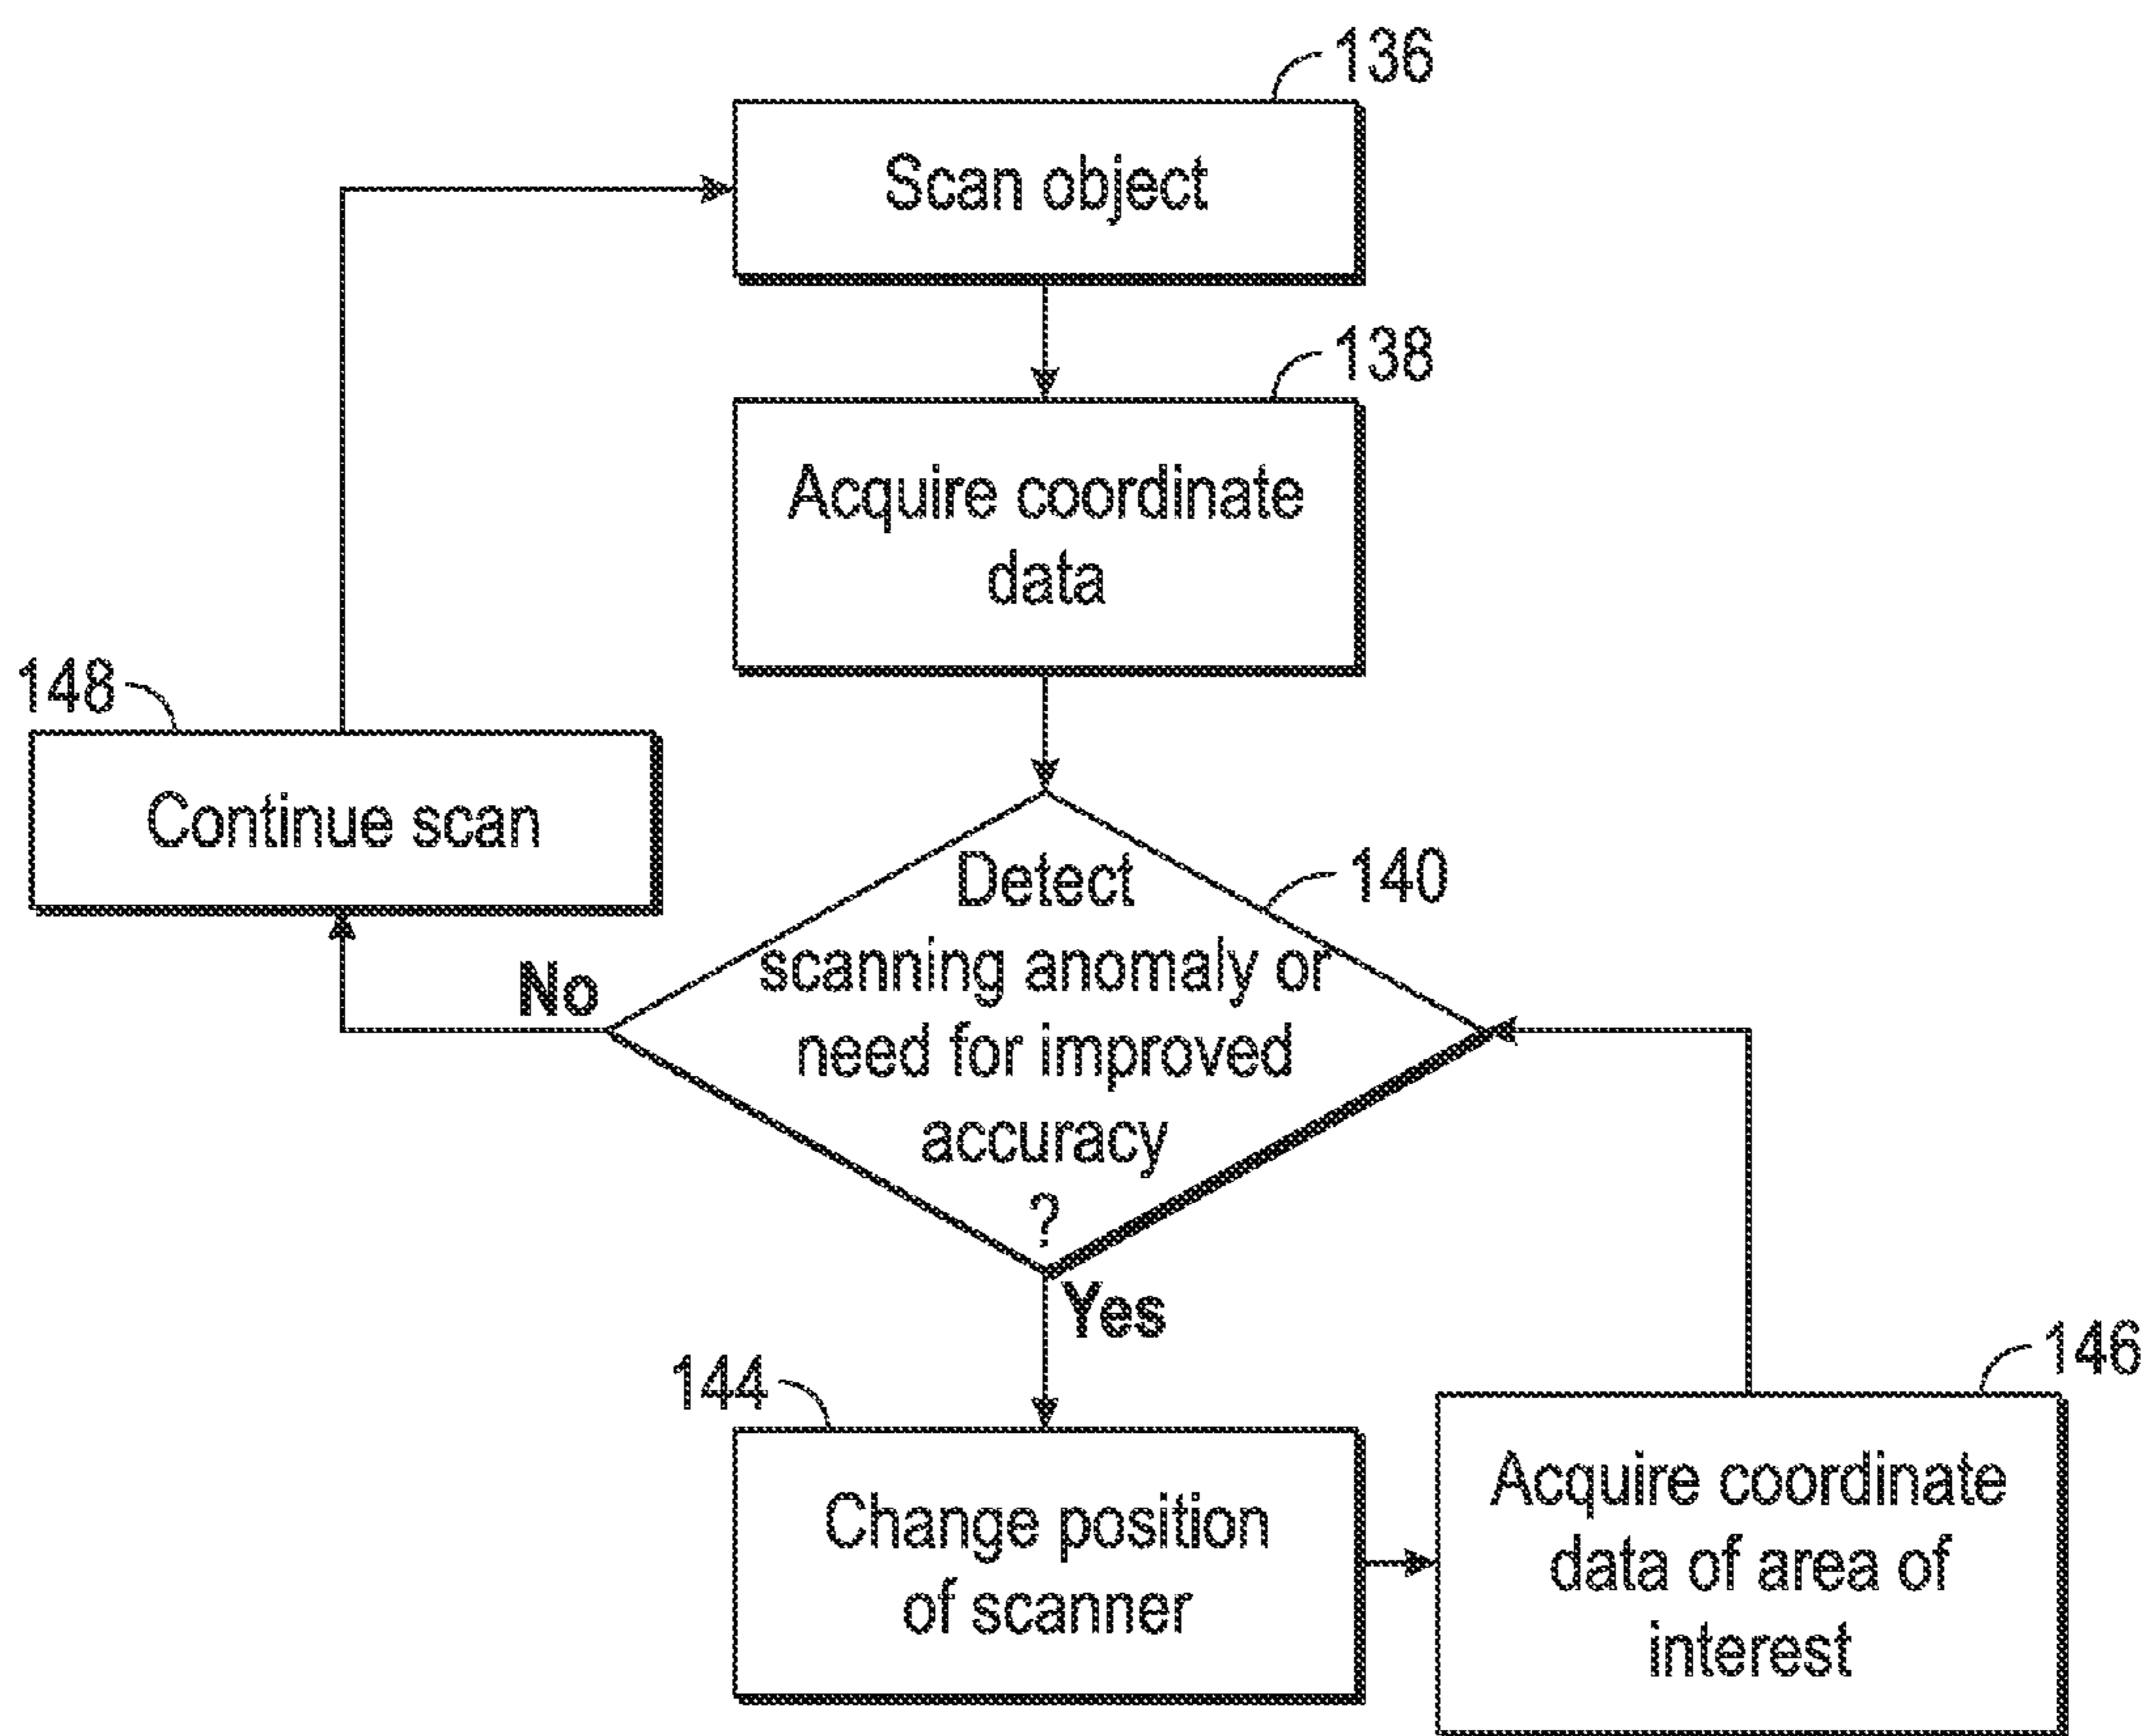 136
Scan object
138
Acquire coordinate
data
148
Continue scan
140
Detect
scanning anomaly or
need for improved
accuracy
?
No
Yes
144
Change position
of scanner
146
Acquire coordinate
data of area of
interest